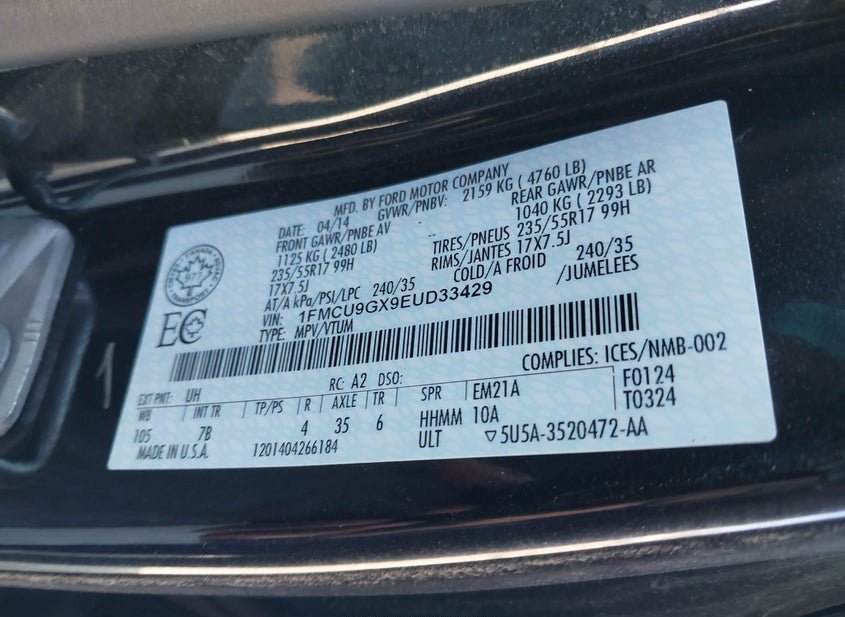 MFD. BY FORD MOTOR COMPANY
DATE: 04/14 GVWR/PNBV: 2159 KG ( 4760 LB)
FRONT GAWR/PNBE AV REAR GAWR/PNBE AR
1125 KG ( 2480 LB) 1040 KG ( 2293 LB)
235/55R17 99H TIRES/PNEUS 235/55R17 99H
17X7.5J RIMS/JANTES 17X7.5J
AT/A kPa/PSI/LPC 240/35 COLD/A FROID 240/35
VIN: 1FMCU9GX9EUD33429 /JUMELEES
TYPE: MPV/VTUM
CANADA
TRANSPORT
EC
COMPLIES: ICES/NMB-002
RC: A2 DSO:
EXT PNT: UH F0124
WB INT TR TP/PS R AXLE TR SPR EM21A T0324
105 7B 4 35 6 HHMM 10A
MADE IN U.S.A. 1201404266184 ULT ▽5U5A-3520472-AA
1